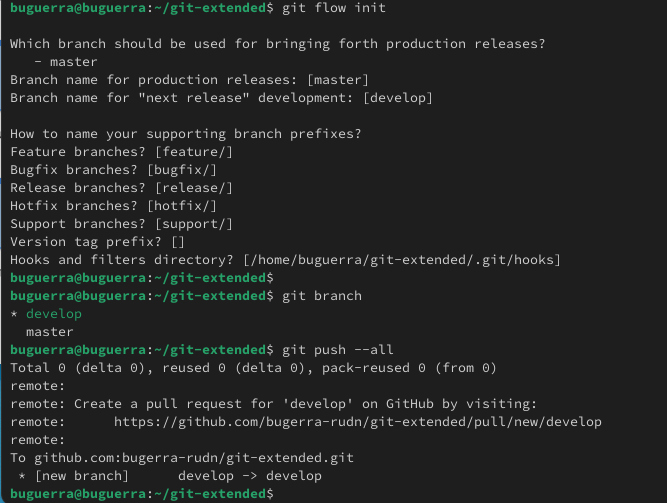 buguerra@buguerra:~/git-extended$ git flow init
Which branch should be used for bringing forth production releases?
   - master
Branch name for production releases: [master]
Branch name for "next release" development: [develop]
How to name your supporting branch prefixes?
Feature branches? [feature/]
Bugfix branches? [bugfix/]
Release branches? [release/]
Hotfix branches? [hotfix/]
Support branches? [support/]
Version tag prefix? []
Hooks and filters directory? [/home/buguerra/git-extended/.git/hooks]
buguerra@buguerra:~/git-extended$
buguerra@buguerra:~/git-extended$ git branch
* develop
  master
buguerra@buguerra:~/git-extended$ git push --all
Total 0 (delta 0), reused 0 (delta 0), pack-reused 0 (from 0)
remote:
remote: Create a pull request for 'develop' on GitHub by visiting:
remote:      https://github.com/bugerra-rudn/git-extended/pull/new/develop
remote:
To github.com:bugerra-rudn/git-extended.git
 * [new branch]      develop -> develop
buguerra@buguerra:~/git-extended$